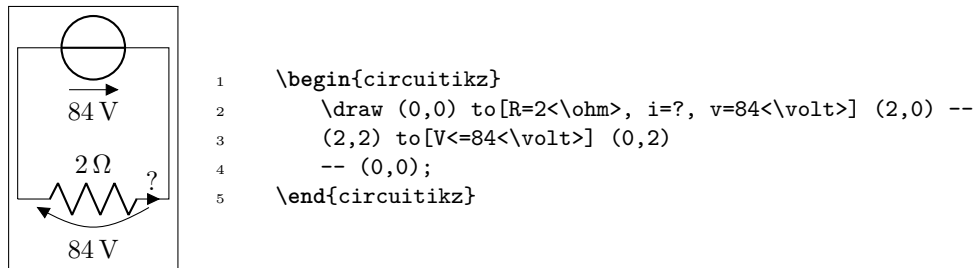 84 V
2 Ω
?
84 V
1 \begin{circuitikz}
2 \draw (0,0) to[R=2<\ohm>, i=?, v=84<\volt>] (2,0) --
3 (2,2) to[V<=84<\volt>] (0,2)
4 -- (0,0);
5 \end{circuitikz}